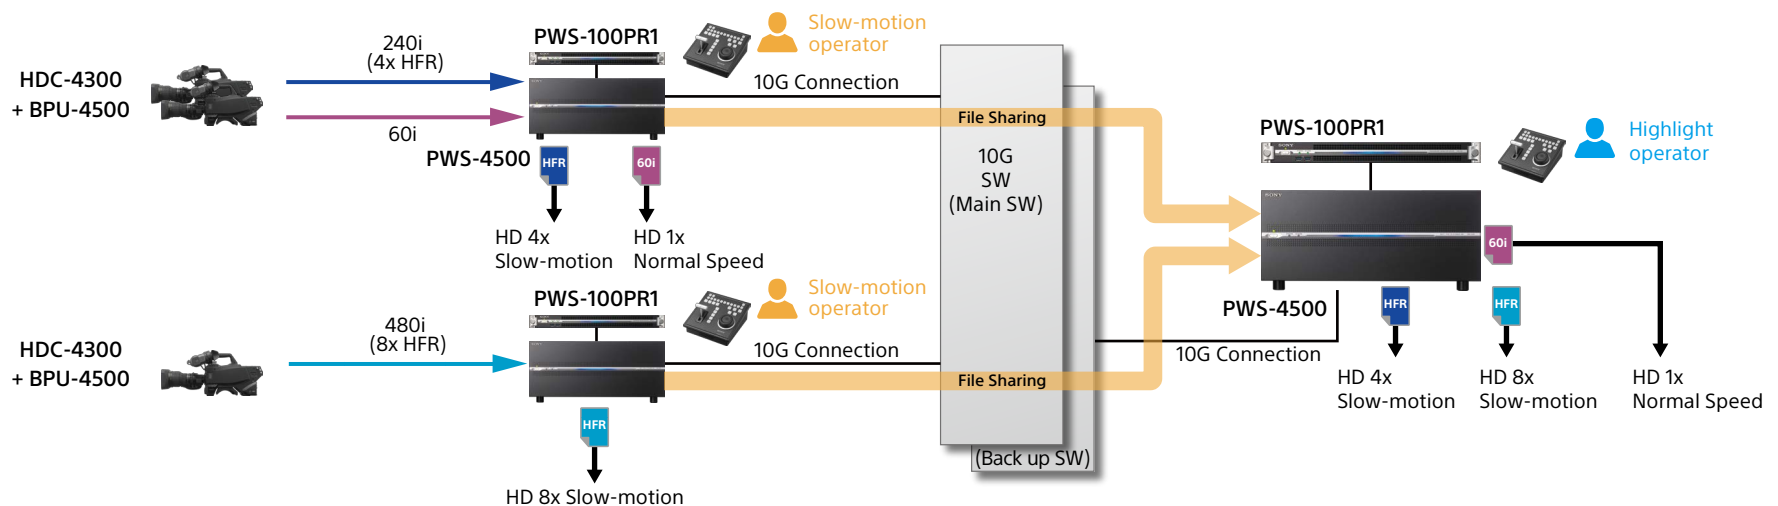 HDC-4300
+ BPU-4500
240i
(4x HFR)
60i
PWS-100PR1
SONY
PWS-4500
HFR
60i
HD 4x
Slow-motion
HD 1x
Normal Speed
Slow-motion
operator
10G Connection
File Sharing
10G
SW
(Main SW)
(Back up SW)
HDC-4300
+ BPU-4500
480i
(8x HFR)
PWS-100PR1
Slow-motion
operator
10G Connection
File Sharing
HFR
HD 8x Slow-motion
PWS-100PR1
SONY
SONY
Highlight
operator
60i
PWS-4500
10G Connection
HFR
HFR
HD 4x
Slow-motion
HD 8x
Slow-motion
HD 1x
Normal Speed